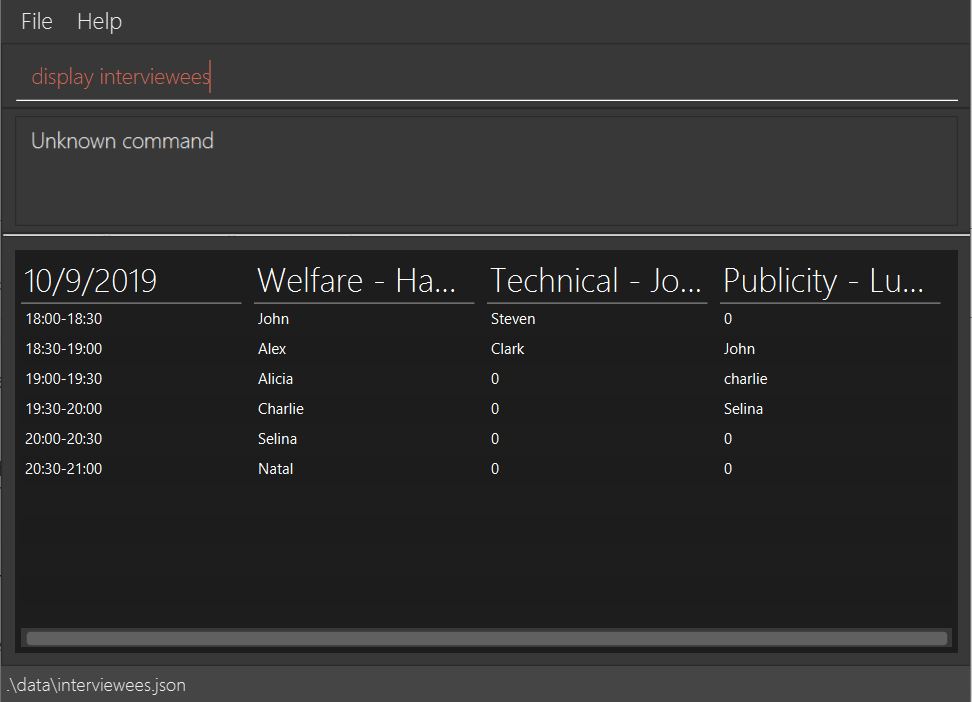 File Help
display interviewees
Unknown command
10/9/2019 Welfare - Ha... Technical - Jo... Publicity - Lu...
18:00-18:30 John Steven 0
18:30-19:00 Alex Clark John
19:00-19:30 Alicia 0 charlie
19:30-20:00 Charlie 0 Selina
20:00-20:30 Selina 0 0
20:30-21:00 Natal 0 0
.\data\interviewees.json